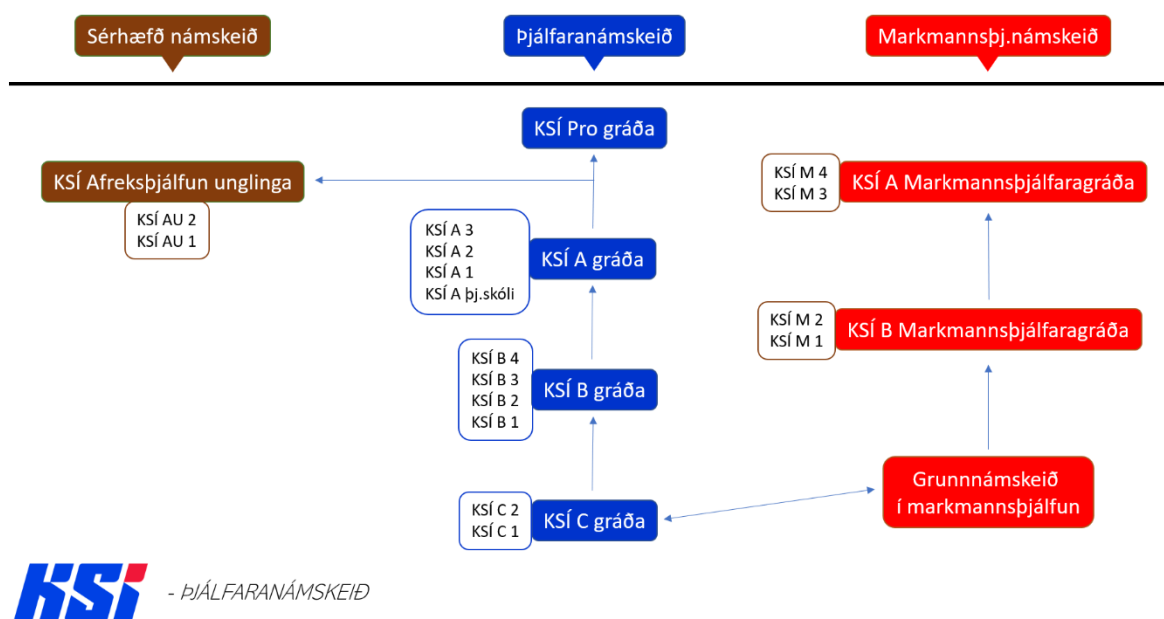 Sérhæfð námskeið
Þjálfaranámskeið
Markmannsþj.námskeið
KSÍ Pro gráða
KSÍ Afreksþjálfun unglinga
KSÍ AU 2
KSÍ AU 1
KSÍ A 3
KSÍ A 2
KSÍ A 1
KSÍ A þj.skóli
KSÍ A gráða
KSÍ M 4
KSÍ M 3
KSÍ A Markmannsþjálfaragráða
KSÍ M 2
KSÍ M 1
KSÍ B Markmannsþjálfaragráða
KSÍ B 4
KSÍ B 3
KSÍ B 2
KSÍ B 1
KSÍ B gráða
KSÍ C 2
KSÍ C 1
KSÍ C gráða
Grunnnámskeið
í markmannsþjálfun
KSÍ - ÞJÁLFARANÁMSKEIÐ